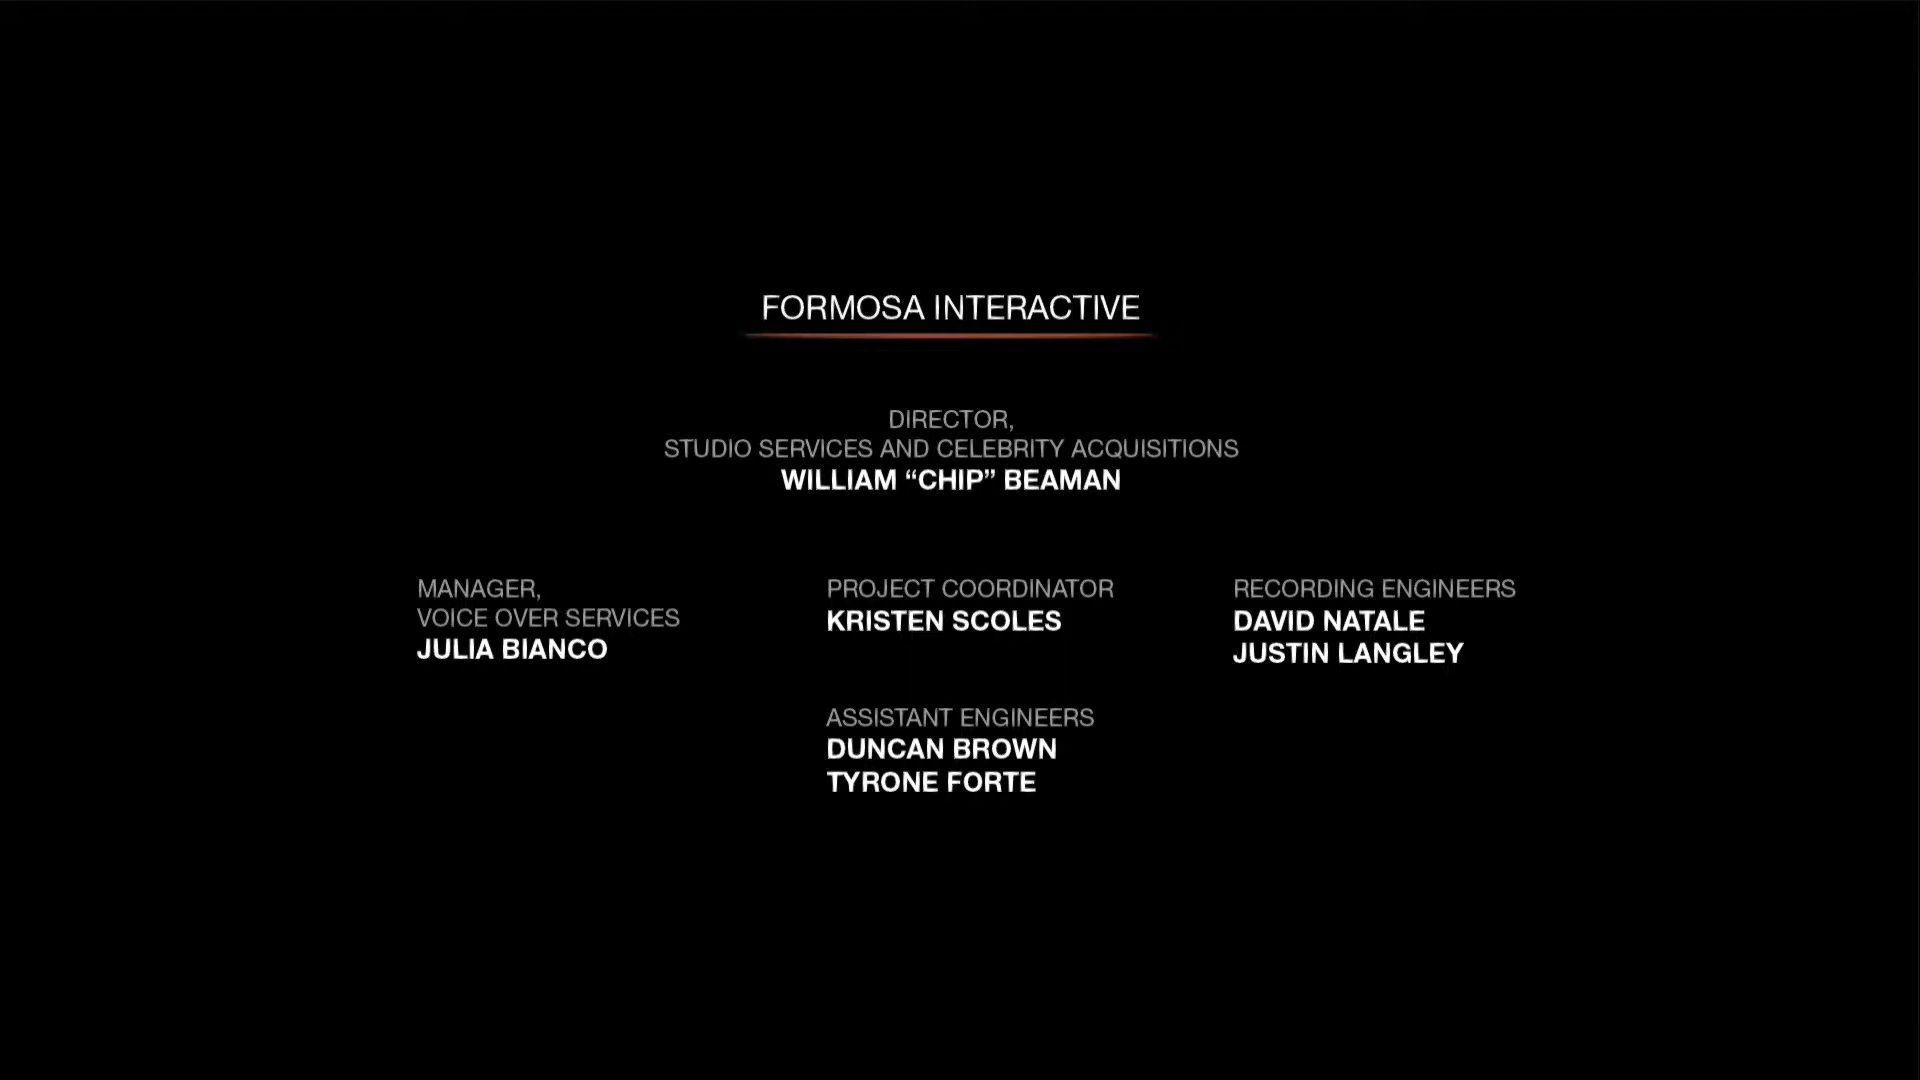 FORMOSA INTERACTIVE
DIRECTOR,
STUDIO SERVICES AND CELEBRITY ACQUISITIONS
WILLIAM “CHIP” BEAMAN
MANAGER,
VOICE OVER SERVICES
JULIA BIANCO
PROJECT COORDINATOR
KRISTEN SCOLES
RECORDING ENGINEERS
DAVID NATALE
JUSTIN LANGLEY
ASSISTANT ENGINEERS
DUNCAN BROWN
TYRONE FORTE